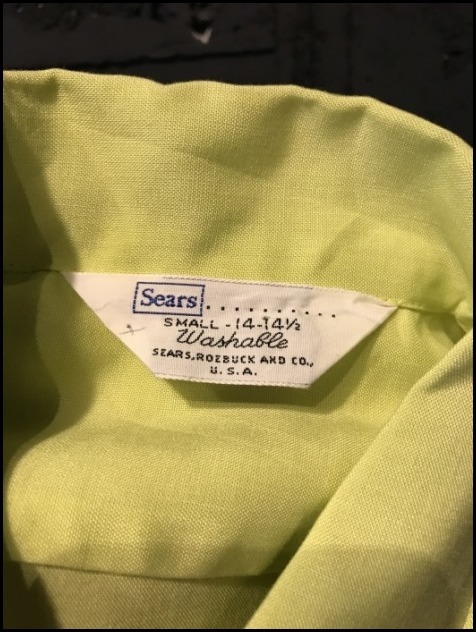 Sears..........
SMALL - 14-14½
Washable
SEARS, ROEBUCK AND CO.,
U.S.A.